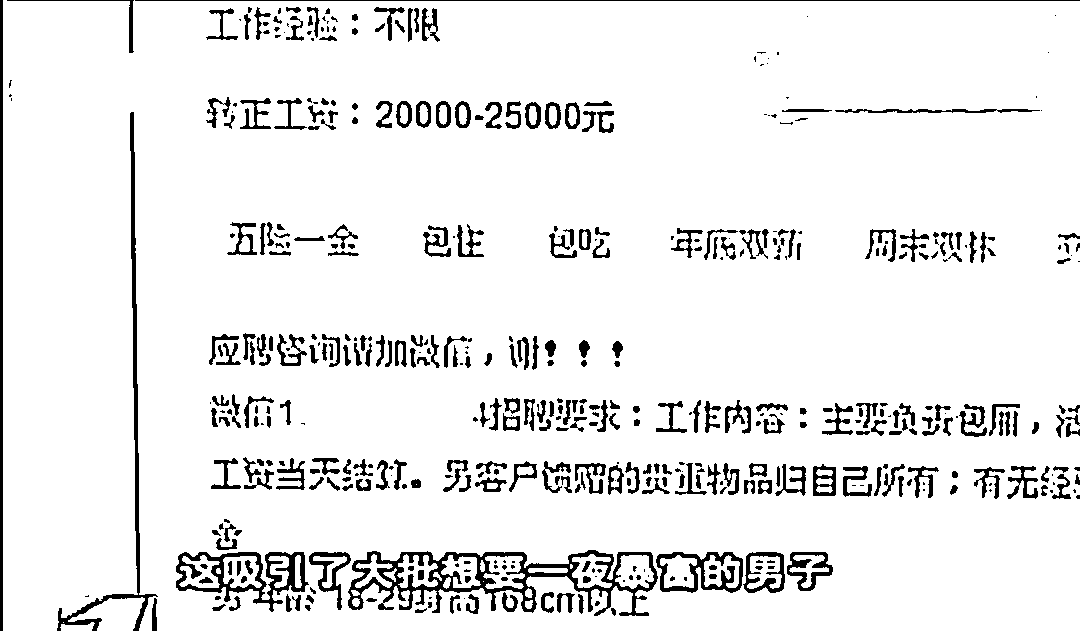 工作经验：不限
转正工资：20000-25000元
五险一金 包住 包吃 年底双薪 周末双休
应聘咨询请加微信，谢！！！
微信1 4招聘要求：工作内容：主要负责包厢，
工资当天结算。另客户馈赠的贵重物品归自己所有；有无经验
舍
这吸引了大批想要一夜暴富的男子
男 年龄 18-29身高168cm以上